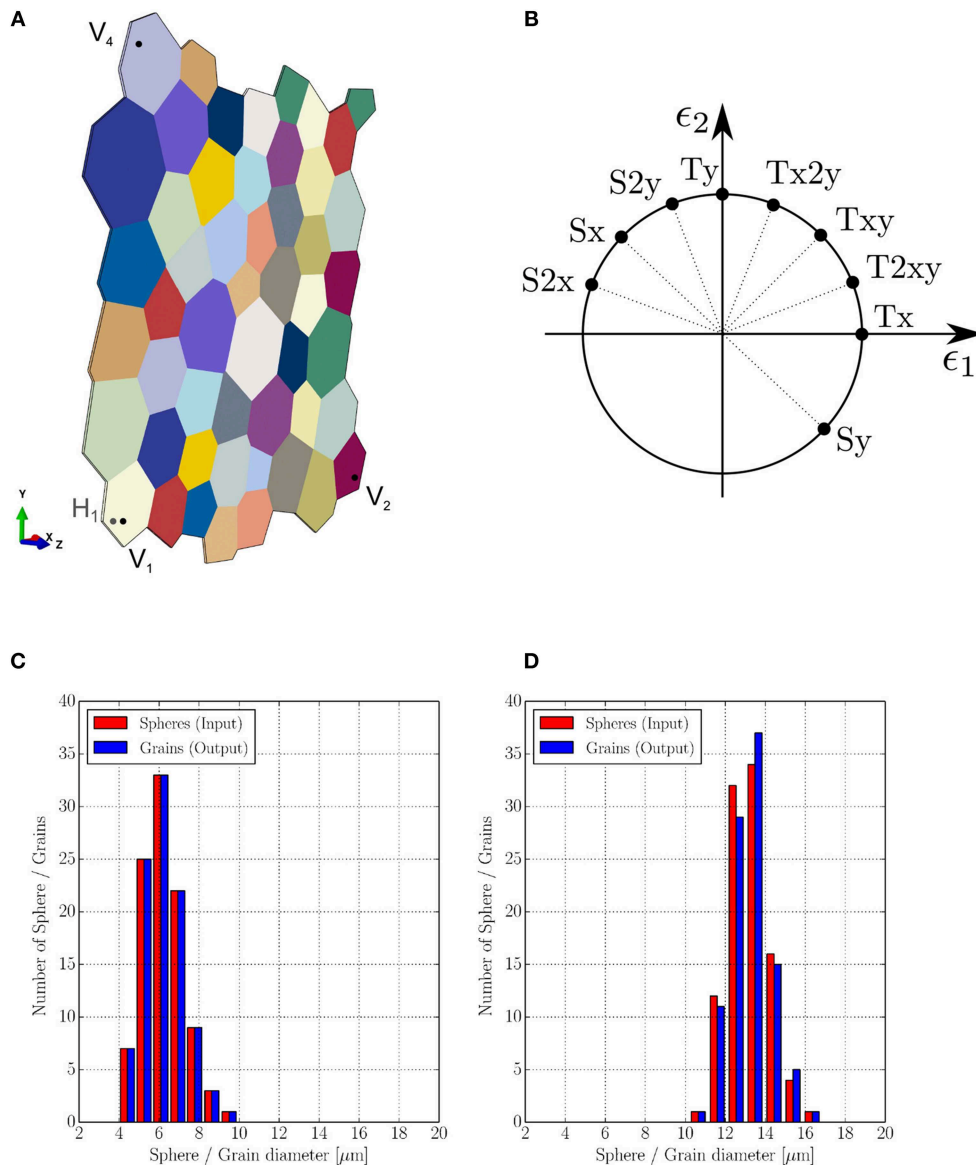 A
V4
H1
V1
V2
Y
X
Z
B
ϵ2
Ty
Tx2y
S2y
Txy
Sx
T2xy
S2x
Tx
ϵ1
Sy
C
40
35
30
25
20
15
10
5
0
Number of Sphere / Grains
Spheres (Input)
Grains (Output)
2 4 6 8 10 12 14 16 18 20
Sphere / Grain diameter [μm]
D
40
35
30
25
20
15
10
5
0
Number of Sphere / Grains
Spheres (Input)
Grains (Output)
2 4 6 8 10 12 14 16 18 20
Sphere / Grain diameter [μm]